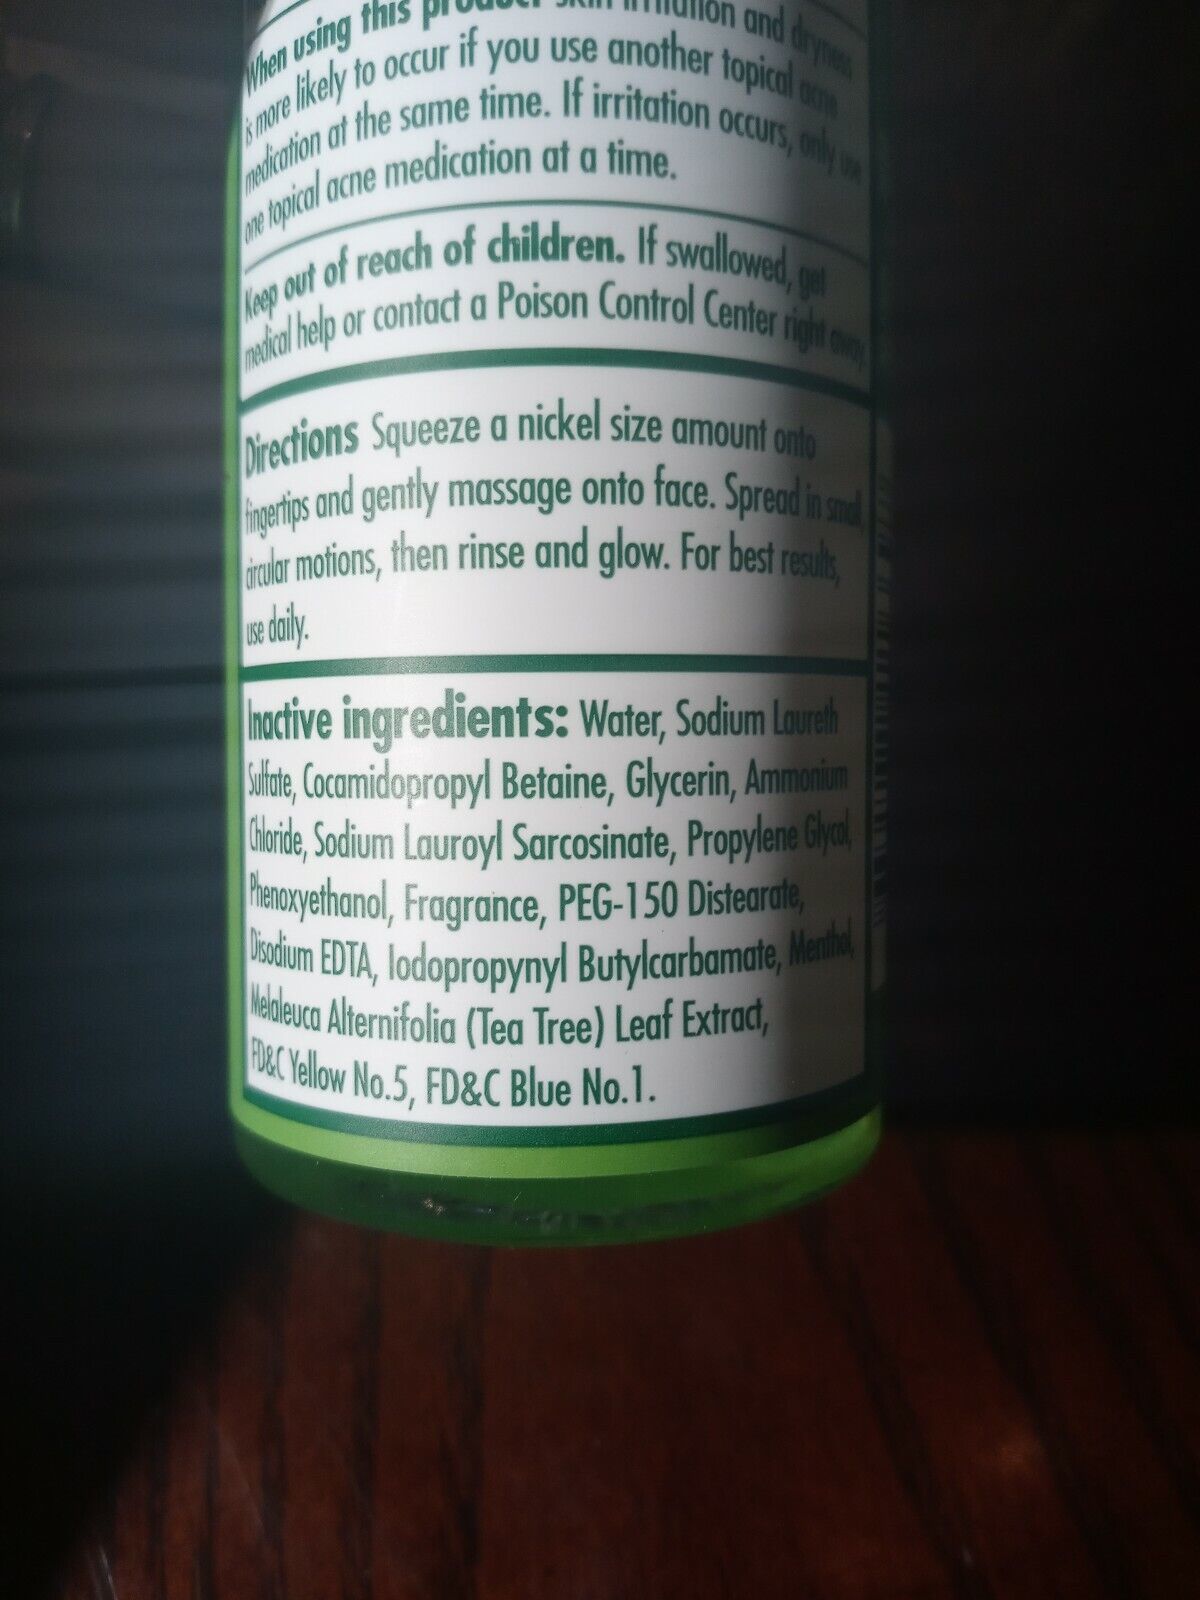 When using this product skin irritation and dryness
is more likely to occur if you use another topical acne
medication at the same time. If irritation occurs, only use
one topical acne medication at a time.
Keep out of reach of children. If swallowed, get
medical help or contact a Poison Control Center right away.
Directions Squeeze a nickel size amount onto
fingertips and gently massage onto face. Spread in small,
circular motions, then rinse and glow. For best results,
use daily.
Inactive ingredients: Water, Sodium Laureth
Sulfate, Cocamidopropyl Betaine, Glycerin, Ammonium
Chloride, Sodium Lauroyl Sarcosinate, Propylene Glycol,
Phenoxyethanol, Fragrance, PEG-150 Distearate,
Disodium EDTA, Iodopropynyl Butylcarbamate, Menthol,
Melaleuca Alternifolia (Tea Tree) Leaf Extract,
FD&C Yellow No.5, FD&C Blue No.1.